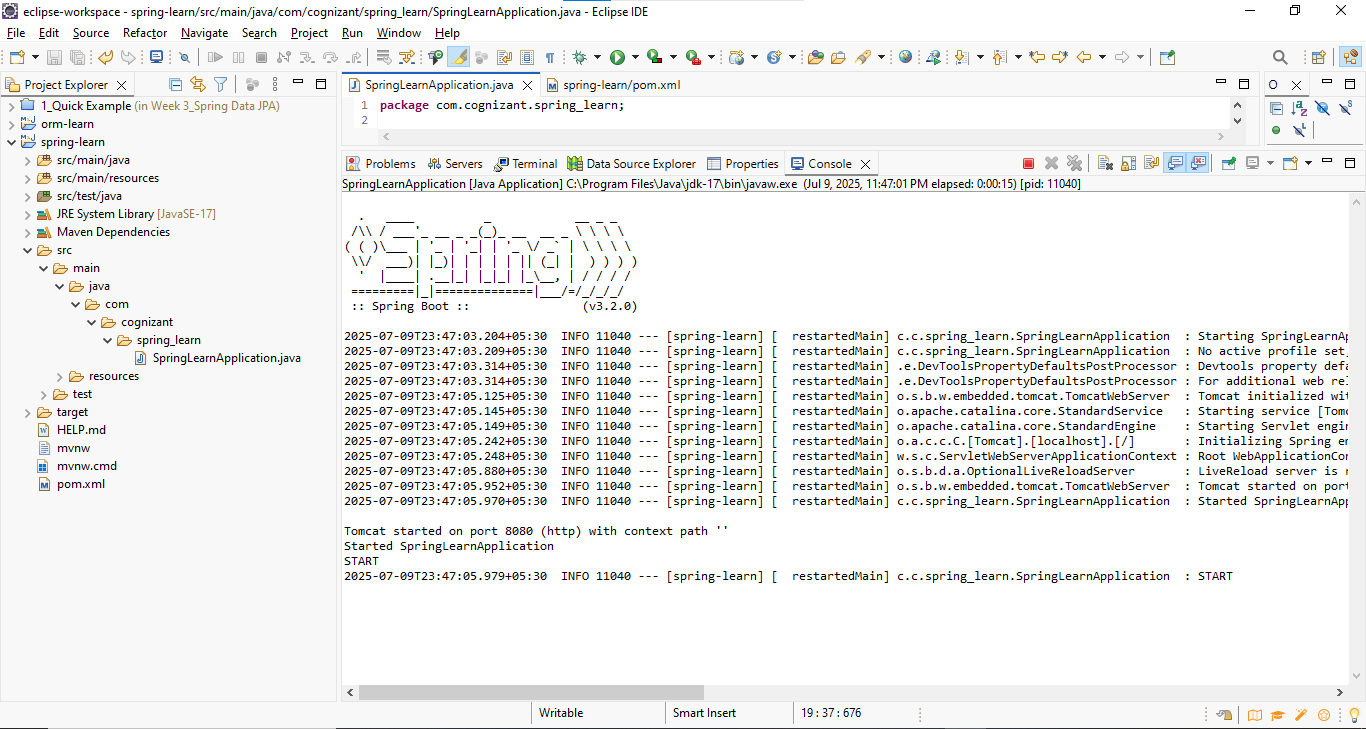 eclipse-workspace - spring-learn/src/main/java/com/cognizant/spring_learn/SpringLearnApplication.java - Eclipse IDE
File Edit Source Refactor Navigate Search Project Run Window Help
Project Explorer
1_Quick Example (in Week 3_Spring Data JPA)
orm-learn
spring-learn
src/main/java
src/main/resources
src/test/java
JRE System Library [JavaSE-17]
Maven Dependencies
src
main
java
com
cognizant
spring_learn
SpringLearnApplication.java
resources
test
target
HELP.md
mvnw
mvnw.cmd
pom.xml
SpringLearnApplication.java spring-learn/pom.xml
1 package com.cognizant.spring_learn;
2
O
Problems Servers Terminal Data Source Explorer Properties Console
SpringLearnApplication [Java Application] C:\Program Files\Java\jdk-17\bin\javaw.exe (Jul 9, 2025, 11:47:01 PM elapsed: 0:00:15) [pid: 11040]
Spring
:: Spring Boot :: (v3.2.0)
2025-07-09T23:47:03.204+05:30 INFO 11040 --- [spring-learn] [ restartedMain] c.c.spring_learn.SpringLearnApplication : Starting SpringLearnAp
2025-07-09T23:47:03.209+05:30 INFO 11040 --- [spring-learn] [ restartedMain] c.c.spring_learn.SpringLearnApplication : No active profile set,
2025-07-09T23:47:03.314+05:30 INFO 11040 --- [spring-learn] [ restartedMain] .e.DevToolsPropertyDefaultsPostProcessor : Devtools property defa
2025-07-09T23:47:03.314+05:30 INFO 11040 --- [spring-learn] [ restartedMain] .e.DevToolsPropertyDefaultsPostProcessor : For additional web rel
2025-07-09T23:47:05.125+05:30 INFO 11040 --- [spring-learn] [ restartedMain] o.s.b.w.embedded.tomcat.TomcatWebServer : Tomcat initialized wit
2025-07-09T23:47:05.145+05:30 INFO 11040 --- [spring-learn] [ restartedMain] o.apache.catalina.core.StandardService : Starting service [Tomc
2025-07-09T23:47:05.149+05:30 INFO 11040 --- [spring-learn] [ restartedMain] o.apache.catalina.core.StandardEngine : Starting Servlet engin
2025-07-09T23:47:05.242+05:30 INFO 11040 --- [spring-learn] [ restartedMain] o.a.c.c.C.[Tomcat].[localhost].[/] : Initializing Spring em
2025-07-09T23:47:05.248+05:30 INFO 11040 --- [spring-learn] [ restartedMain] w.s.c.ServletWebServerApplicationContext : Root WebApplicationCon
2025-07-09T23:47:05.880+05:30 INFO 11040 --- [spring-learn] [ restartedMain] o.s.b.d.a.OptionalLiveReloadServer : LiveReload server is r
2025-07-09T23:47:05.952+05:30 INFO 11040 --- [spring-learn] [ restartedMain] o.s.b.w.embedded.tomcat.TomcatWebServer : Tomcat started on port
2025-07-09T23:47:05.970+05:30 INFO 11040 --- [spring-learn] [ restartedMain] c.c.spring_learn.SpringLearnApplication : Started SpringLearnApp
Tomcat started on port 8080 (http) with context path ''
Started SpringLearnApplication
START
2025-07-09T23:47:05.979+05:30 INFO 11040 --- [spring-learn] [ restartedMain] c.c.spring_learn.SpringLearnApplication : START
Writable Smart Insert 19 : 37 : 676